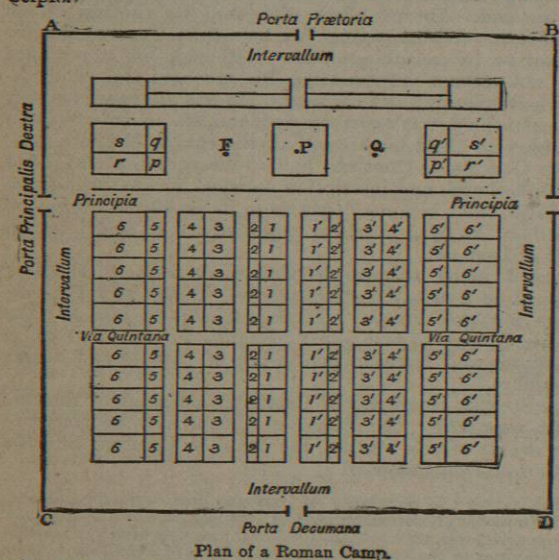 A Porta Prætoria B
Intervallum
Porta Principalis Dextra
s q F P Q q' s'
r p p' r'
Principia Principia
6 5 4 3 2 1 1' 2' 3' 4' 5' 6'
6 5 4 3 2 1 1' 2' 3' 4' 5' 6'
6 5 4 3 2 1 1' 2' 3' 4' 5' 6'
6 5 4 3 2 1 1' 2' 3' 4' 5' 6'
6 5 4 3 2 1 1' 2' 3' 4' 5' 6'
Intervallum Intervallum
Via Quintana Via Quintana
6 5 4 3 2 1 1' 2' 3' 4' 5' 6'
6 5 4 3 2 1 1' 2' 3' 4' 5' 6'
6 5 4 3 2 1 1' 2' 3' 4' 5' 6'
6 5 4 3 2 1 1' 2' 3' 4' 5' 6'
6 5 4 3 2 1 1' 2' 3' 4' 5' 6'
Intervallum
C Porta Decumana D
Plan of a Roman Camp.